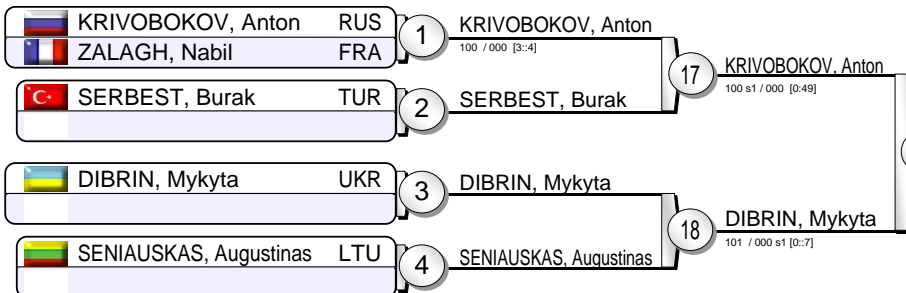 KRIVOBOKOV, Anton RUS
ZALAGH, Nabil FRA
1
KRIVOBOKOV, Anton
100 / 000 [3::4]
SERBEST, Burak TUR
2
SERBEST, Burak
17
KRIVOBOKOV, Anton
100 s1 / 000 [0:49]
DIBRIN, Mykyta UKR
3
DIBRIN, Mykyta
SENIAUSKAS, Augustinas LTU
4
SENIAUSKAS, Augustinas
18
DIBRIN, Mykyta
101 / 000 s1 [0::7]